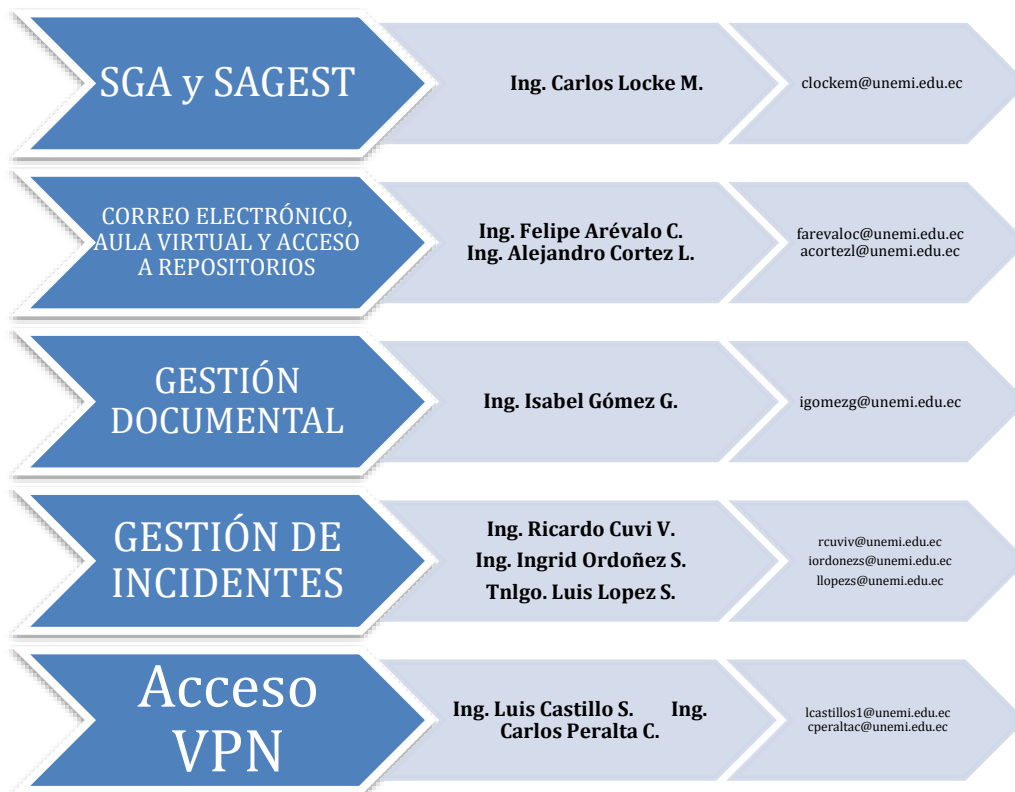 SGA y SAGEST
Ing. Carlos Locke M.
clockem@unemi.edu.ec
CORREO ELECTRÓNICO,
AULA VIRTUAL Y ACCESO
A REPOSITORIOS
Ing. Felipe Arévalo C.
Ing. Alejandro Cortez L.
farevaloc@unemi.edu.ec
acortezl@unemi.edu.ec
GESTIÓN
DOCUMENTAL
Ing. Isabel Gómez G.
igomezg@unemi.edu.ec
GESTIÓN DE
INCIDENTES
Ing. Ricardo Cuvi V.
Ing. Ingrid Ordoñez S.
Tnlgo. Luis Lopez S.
rcuviv@unemi.edu.ec
iordonezs@unemi.edu.ec
llopezs@unemi.edu.ec
Acceso
VPN
Ing. Luis Castillo S. Ing.
Carlos Peralta C.
lcastillos1@unemi.edu.ec
cperaltac@unemi.edu.ec